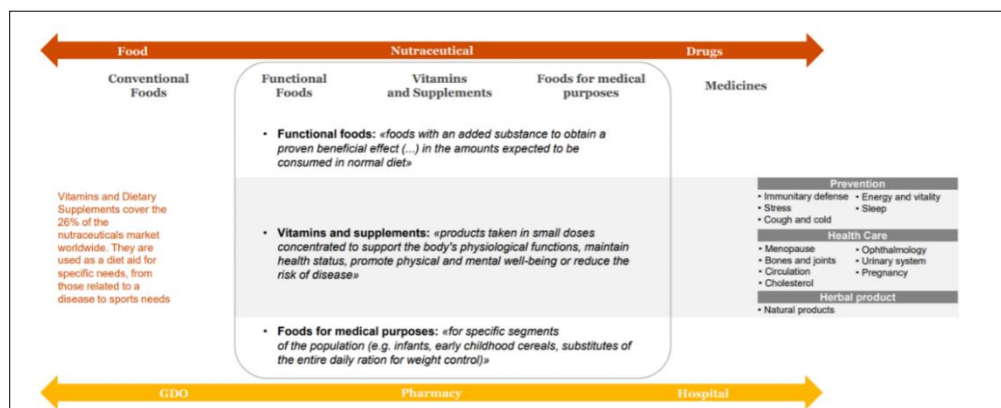 Food Nutraceutical Drugs
Conventional
Foods
Functional
Foods
Vitamins
and Supplements
Foods for medical
purposes
Medicines
• Functional foods: «foods with an added substance to obtain a
proven beneficial effect (...) in the amounts expected to be
consumed in normal diet»
Vitamins and Dietary
Supplements cover the
26% of the
nutraceuticals market
worldwide. They are
used as a diet aid for
specific needs, from
those related to a
disease to sports needs
• Vitamins and supplements: «products taken in small doses
concentrated to support the body's physiological functions, maintain
health status, promote physical and mental well-being or reduce the
risk of disease»
Prevention
• Immunitary defense
• Stress
• Cough and cold
• Energy and vitality
• Sleep
Health Care
• Menopause
• Bones and joints
• Circulation
• Cholesterol
• Ophthalmology
• Urinary system
• Pregnancy
Herbal product
• Natural products
• Foods for medical purposes: «for specific segments
of the population (e.g. infants, early childhood cereals, substitutes of
the entire daily ration for weight control)»
GDO Pharmacy Hospital